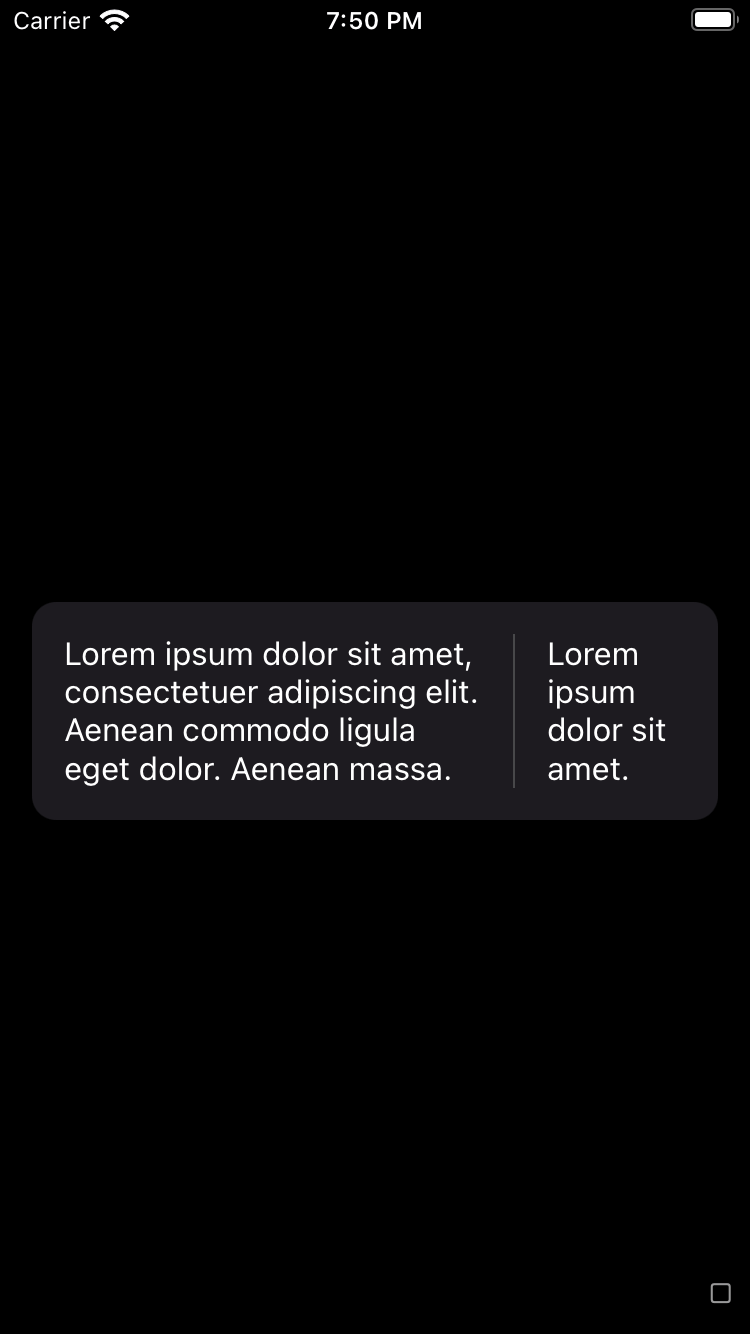 Carrier
7:50 PM
Lorem ipsum dolor sit amet,
consectetuer adipiscing elit.
Aenean commodo ligula
eget dolor. Aenean massa.
Lorem
ipsum
dolor sit
amet.